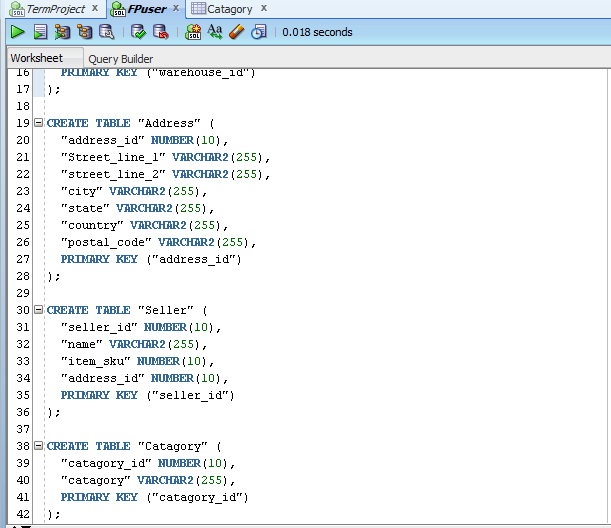 TermProject x FPuser x Catagory x
0.018 seconds
Worksheet Query Builder
16 PRIMARY KEY ("warehouse_id")
17 );
18
19 CREATE TABLE "Address" (
20 "address_id" NUMBER(10),
21 "Street_line_1" VARCHAR2(255),
22 "street_line_2" VARCHAR2(255),
23 "city" VARCHAR2(255),
24 "state" VARCHAR2(255),
25 "country" VARCHAR2(255),
26 "postal_code" VARCHAR2(255),
27 PRIMARY KEY ("address_id")
28 );
29
30 CREATE TABLE "Seller" (
31 "seller_id" NUMBER(10),
32 "name" VARCHAR2(255),
33 "item_sku" NUMBER(10),
34 "address_id" NUMBER(10),
35 PRIMARY KEY ("seller_id")
36 );
37
38 CREATE TABLE "Catagory" (
39 "catagory_id" NUMBER(10),
40 "catagory" VARCHAR2(255),
41 PRIMARY KEY ("catagory_id")
42 );